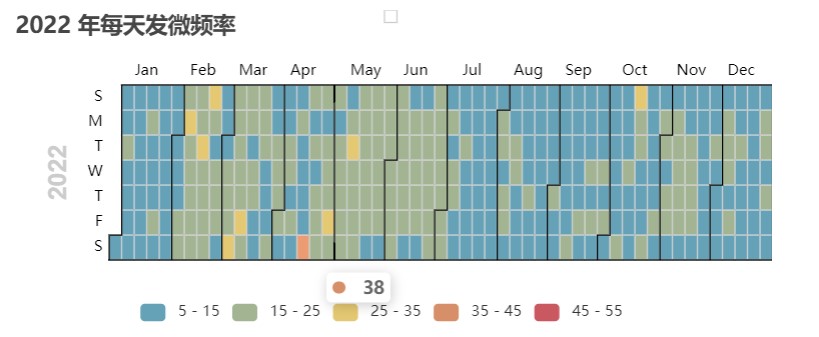 2022 年每天发微频率
Jan Feb Mar Apr May Jun Jul Aug Sep Oct Nov Dec
S
M
T
W
T
F
S
2022
38
5 - 15 15 - 25 25 - 35 35 - 45 45 - 55